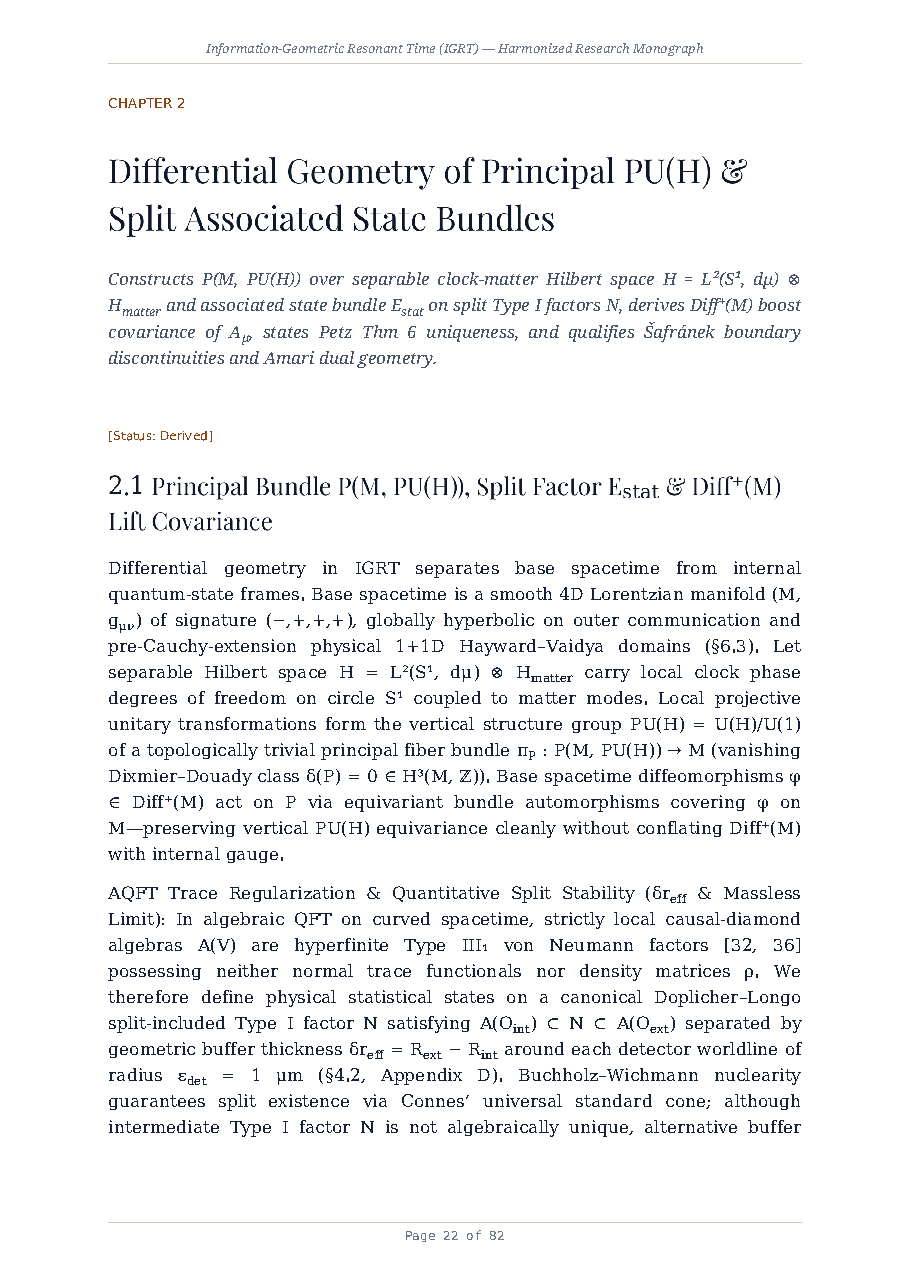 Information-Geometric Resonant Time (IGRT) — Harmonized Research Monograph
CHAPTER 2
Differential Geometry of Principal PU(H) &
Split Associated State Bundles
Constructs P(M, PU(H)) over separable clock-matter Hilbert space H = L²(S¹, dμ) ⊗
H_matter and associated state bundle E_stat on split Type I factors N, derives Diff⁺(M) boost
covariance of A_μ, states Petz Thm 6 uniqueness, and qualifies Šafránek boundary
discontinuities and Amari dual geometry.
[Status: Derived]
2.1 Principal Bundle P(M, PU(H)), Split Factor E_stat & Diff⁺(M)
Lift Covariance
Differential geometry in IGRT separates base spacetime from internal
quantum-state frames. Base spacetime is a smooth 4D Lorentzian manifold (M,
g_μν) of signature (−,+,+,+), globally hyperbolic on outer communication and
pre-Cauchy-extension physical 1+1D Hayward–Vaidya domains (§6.3). Let
separable Hilbert space H = L²(S¹, dμ) ⊗ H_matter carry local clock phase
degrees of freedom on circle S¹ coupled to matter modes. Local projective
unitary transformations form the vertical structure group PU(H) = U(H)/U(1)
of a topologically trivial principal fiber bundle π_P : P(M, PU(H)) → M (vanishing
Dixmier–Douady class δ(P) = 0 ∈ H³(M, ℤ)). Base spacetime diffeomorphisms φ
∈ Diff⁺(M) act on P via equivariant bundle automorphisms covering φ on
M—preserving vertical PU(H) equivariance cleanly without conflating Diff⁺(M)
with internal gauge.
AQFT Trace Regularization & Quantitative Split Stability (δr_eff & Massless
Limit): In algebraic QFT on curved spacetime, strictly local causal-diamond
algebras A(V) are hyperfinite Type III₁ von Neumann factors [32, 36]
possessing neither normal trace functionals nor density matrices ρ. We
therefore define physical statistical states on a canonical Doplicher–Longo
split-included Type I factor N satisfying A(O_int) ⊂ N ⊂ A(O_ext) separated by
geometric buffer thickness δr_eff = R_ext − R_int around each detector worldline of
radius ε_det = 1 μm (§4.2, Appendix D). Buchholz–Wichmann nuclearity
guarantees split existence via Connes’ universal standard cone; although
intermediate Type I factor N is not algebraically unique, alternative buffer
Page 22 of 82